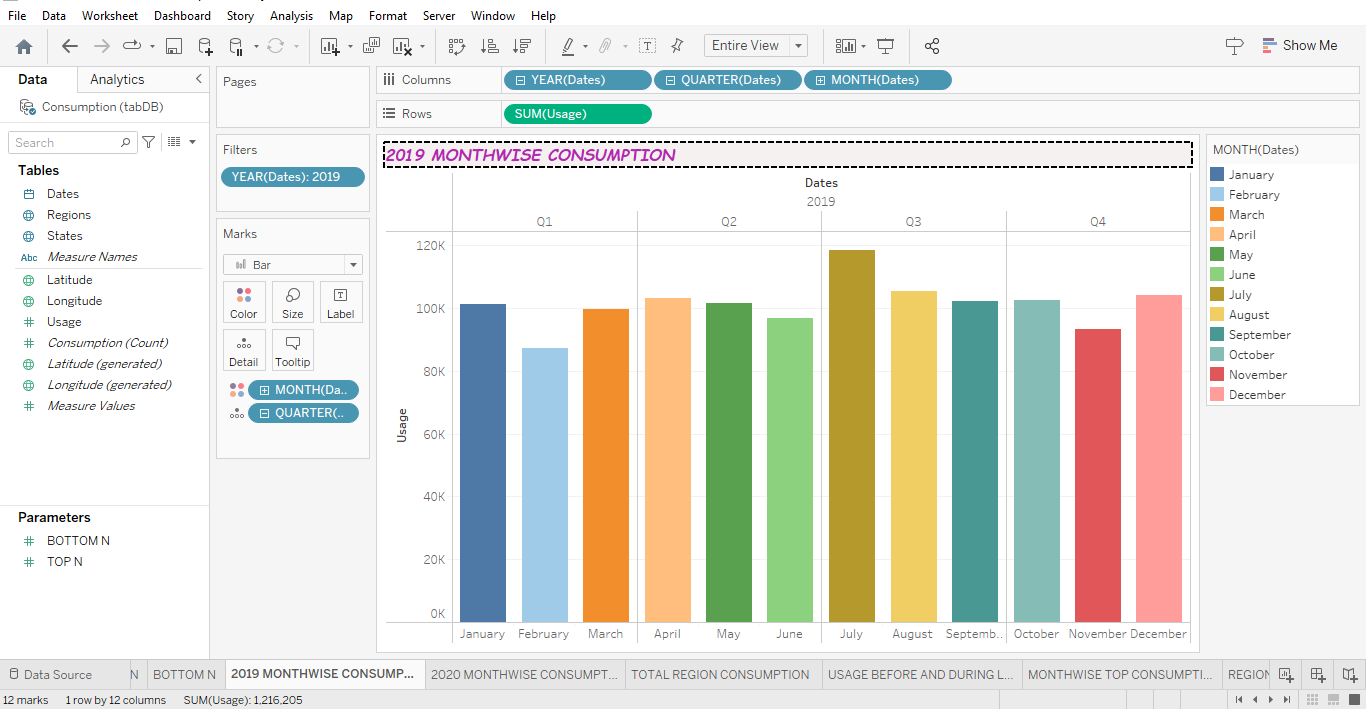 File Data Worksheet Dashboard Story Analysis Map Format Server Window Help
Entire View
Show Me
Data Analytics
Consumption (tabDB)
Search
Tables
Dates
Regions
States
Abc Measure Names
Latitude
Longitude
Usage
Consumption (Count)
Latitude (generated)
Longitude (generated)
Measure Values
Parameters
BOTTOM N
TOP N
Pages
Filters
YEAR(Dates): 2019
Marks
Bar
Color Size Label
Detail Tooltip
MONTH(Da..
QUARTER(..
Columns YEAR(Dates) QUARTER(Dates) MONTH(Dates)
Rows SUM(Usage)
2019 MONTHWISE CONSUMPTION
Dates
2019
Q1 Q2 Q3 Q4
120K
100K
80K
60K
40K
20K
0K
Usage
January February March April May June July August Septemb.. October November December
MONTH(Dates)
January
February
March
April
May
June
July
August
September
October
November
December
Data Source N BOTTOM N 2019 MONTHWISE CONSUMP... 2020 MONTHWISE CONSUMPT... TOTAL REGION CONSUMPTION USAGE BEFORE AND DURING L... MONTHWISE TOP CONSUMPTI... REGION
12 marks 1 row by 12 columns SUM(Usage): 1,216,205